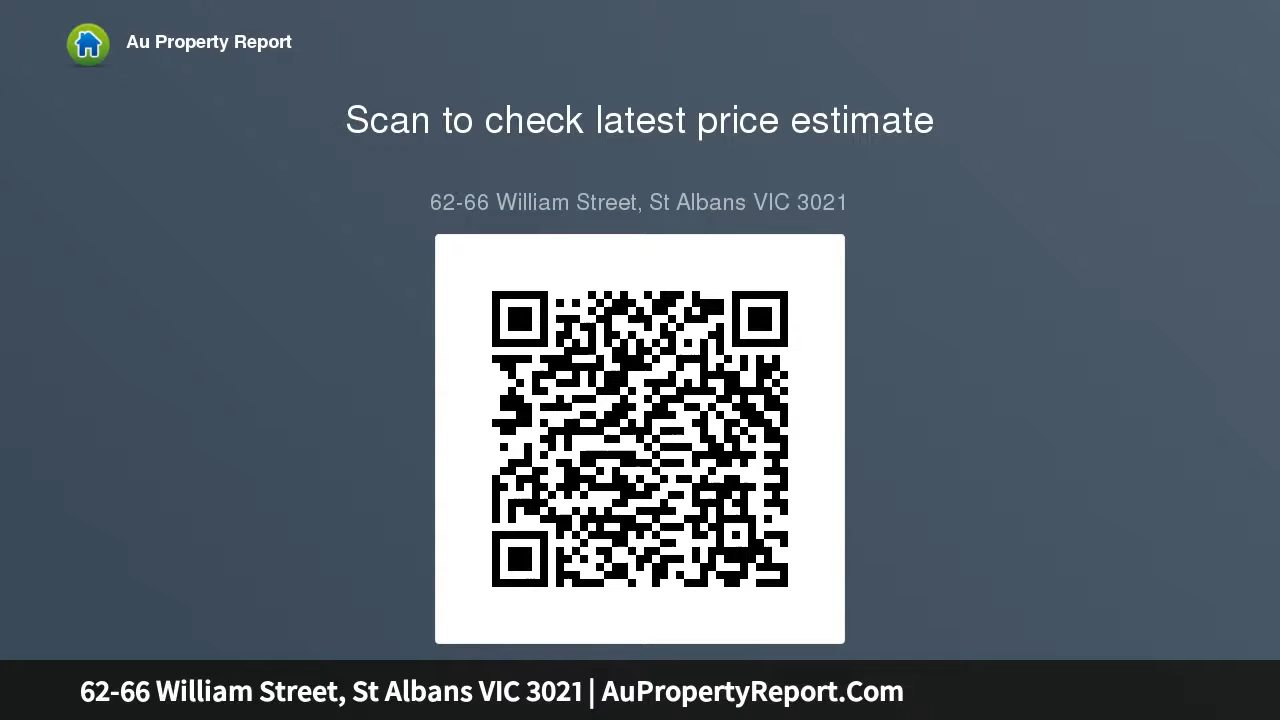 Au Property Report
Scan to check latest price estimate
62-66 William Street, St Albans VIC 3021
62-66 William Street, St Albans VIC 3021 | AuPropertyReport.Com